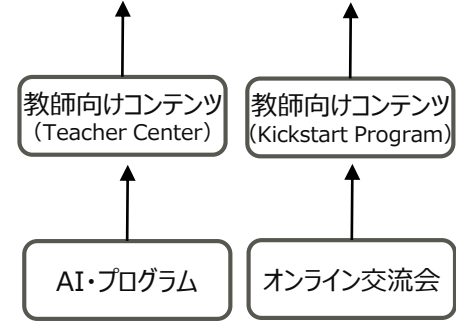 教師向けコンテンツ
(Teacher Center)
教師向けコンテンツ
(Kickstart Program)
AI・プログラム
オンライン交流会